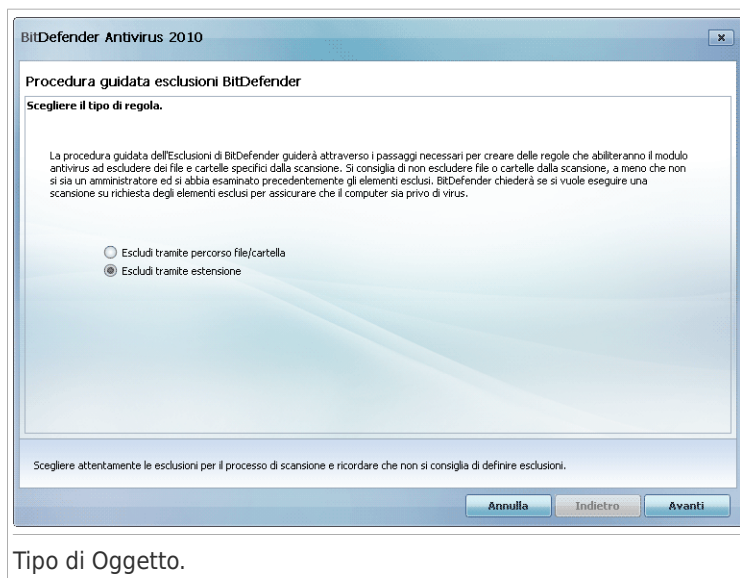 BitDefender Antivirus 2010
Procedura guidata esclusioni BitDefender
Scegliere il tipo di regola.
La procedura guidata dell'Esclusioni di BitDefender guiderà attraverso i passaggi necessari per creare delle regole che abiliteranno il modulo
antivirus ad escludere dei file e cartelle specifici dalla scansione. Si consiglia di non escludere file o cartelle dalla scansione, a meno che non
si sia un amministratore ed si abbia esaminato precedentemente gli elementi esclusi. BitDefender chiederà se si vuole eseguire una
scansione su richiesta degli elementi esclusi per assicurare che il computer sia privo di virus.
Escludi tramite percorso file/cartella
Escludi tramite estensione
Scegliere attentamente le esclusioni per il processo di scansione e ricordare che non si consiglia di definire esclusioni.
Annulla Indietro Avanti
Tipo di Oggetto.